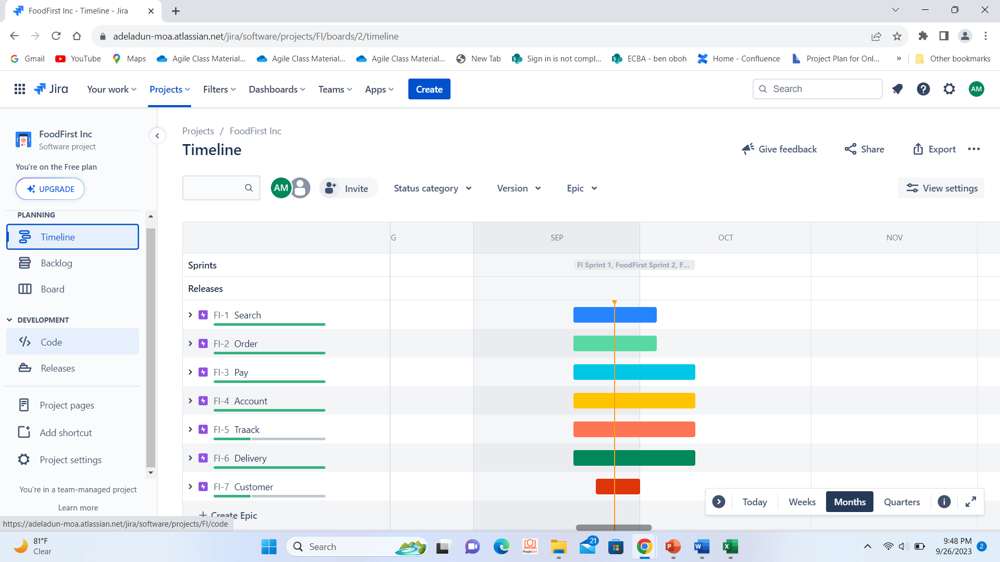 FoodFirst Inc - Timeline - Jira
adeladun-moa.atlassian.net/jira/software/projects/FI/boards/2/timeline
Gmail YouTube Maps Agile Class Material... Agile Class Material... Agile Class Material... New Tab Sign in is not compl... ECBA - ben oboh Home - Confluence Project Plan for Onl... » Other bookmarks
Jira Your work Projects Filters Dashboards Teams Apps Create Search AM
FoodFirst Inc
Software project
You're on the Free plan
UPGRADE
PLANNING
Timeline
Backlog
Board
DEVELOPMENT
Code
Releases
Project pages
Add shortcut
Project settings
You're in a team-managed project
Learn more
https://adeladun-moa.atlassian.net/jira/software/projects/FI/code
Projects / FoodFirst Inc
Timeline
Give feedback Share Export
AM Invite Status category Version Epic View settings
G SEP OCT NOV
Sprints FI Sprint 1, FoodFirst Sprint 2, F...
Releases
FI-1 Search
FI-2 Order
FI-3 Pay
FI-4 Account
FI-5 Traack
FI-6 Delivery
FI-7 Customer
+ Create Epic
Today Weeks Months Quarters
81°F
Clear
Search
PeopleCert
21
9:48 PM
9/26/2023
2